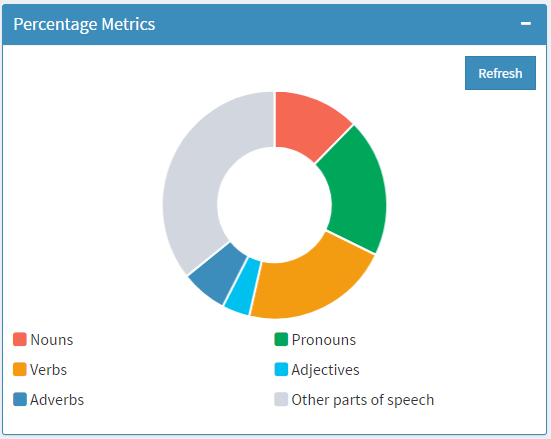 Percentage Metrics
Refresh
Nouns
Pronouns
Verbs
Adjectives
Adverbs
Other parts of speech